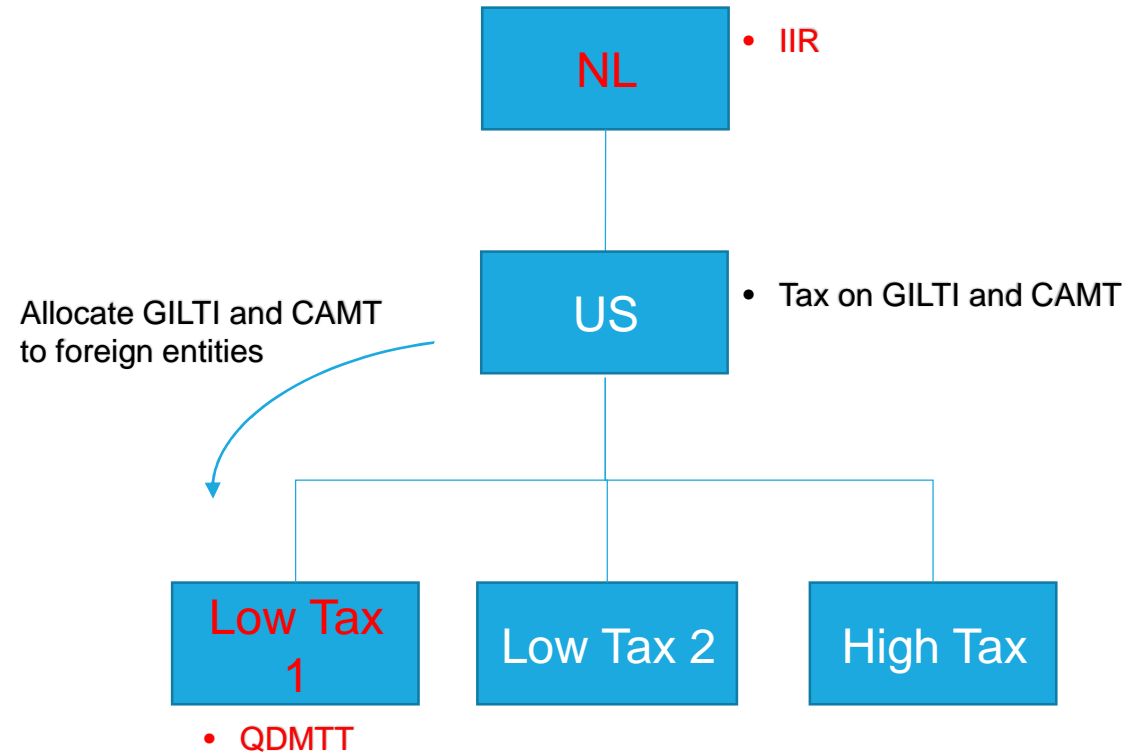 NL
• IIR
US
• Tax on GILTI and CAMT
Allocate GILTI and CAMT
to foreign entities
Low Tax
1
Low Tax 2
High Tax
• QDMTT